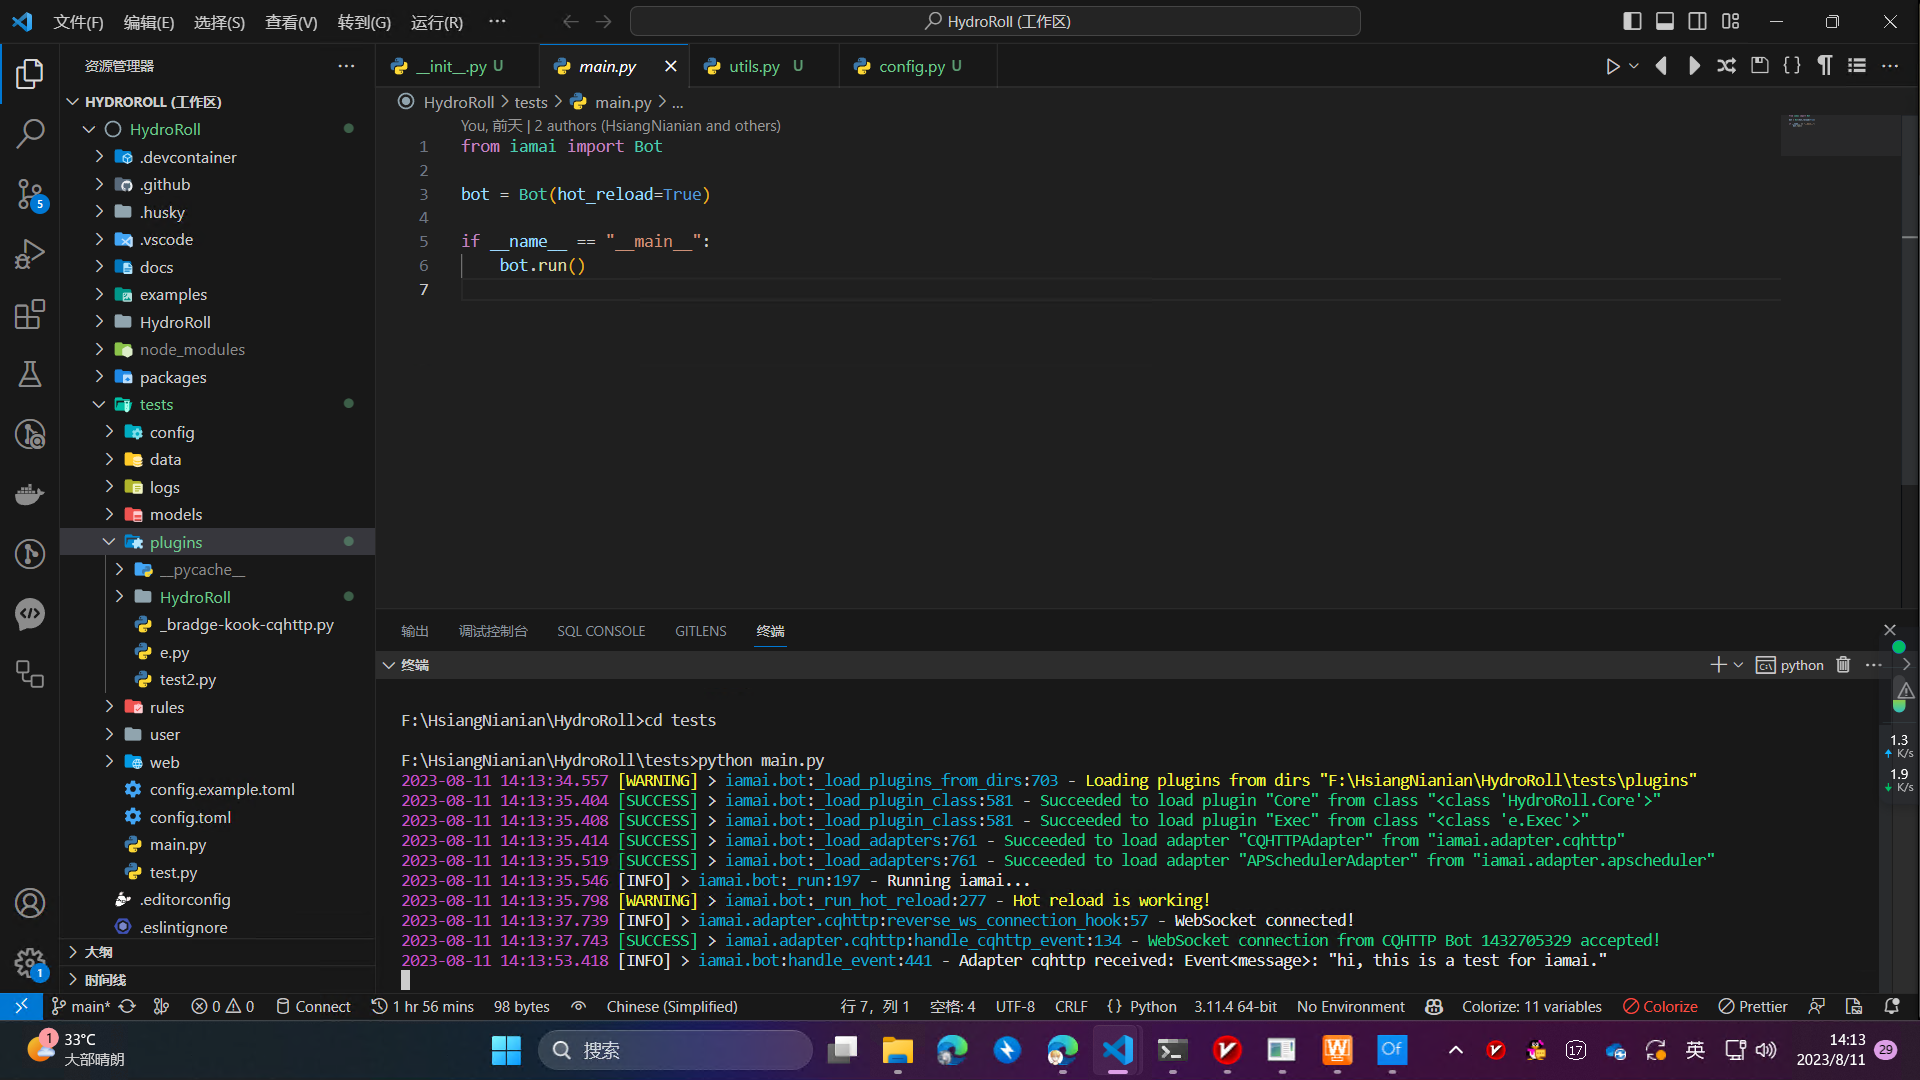 文件(F) 编辑(E) 选择(S) 查看(V) 转到(G) 运行(R) ···
HydroRoll (工作区)
资源管理器
__init__.py U
main.py
utils.py U
config.py U
HYDROROLL (工作区)
HydroRoll
.devcontainer
.github
.husky
.vscode
docs
examples
HydroRoll
node_modules
packages
tests
config
data
logs
models
plugins
__pycache__
HydroRoll
_bradge-kook-cqhttp.py
e.py
test2.py
rules
user
web
config.example.toml
config.toml
main.py
test.py
.editorconfig
.eslintignore
大纲
时间线
HydroRoll > tests > main.py > ...
You, 前天 | 2 authors (HsiangNianian and others)
1 from iamai import Bot
2
3 bot = Bot(hot_reload=True)
4
5 if __name__ == "__main__":
6 bot.run()
7
输出 调试控制台 SQL CONSOLE GITLENS 终端
终端
python
F:\HsiangNianian\HydroRoll>cd tests
F:\HsiangNianian\HydroRoll\tests>python main.py
2023-08-11 14:13:34.557 [WARNING] > iamai.bot:_load_plugins_from_dirs:703 - Loading plugins from dirs "F:\HsiangNianian\HydroRoll\tests\plugins"
2023-08-11 14:13:35.404 [SUCCESS] > iamai.bot:_load_plugin_class:581 - Succeeded to load plugin "Core" from class "<class 'HydroRoll.Core'>"
2023-08-11 14:13:35.408 [SUCCESS] > iamai.bot:_load_plugin_class:581 - Succeeded to load plugin "Exec" from class "<class 'e.Exec'>"
2023-08-11 14:13:35.414 [SUCCESS] > iamai.bot:_load_adapters:761 - Succeeded to load adapter "CQHTTPAdapter" from "iamai.adapter.cqhttp"
2023-08-11 14:13:35.519 [SUCCESS] > iamai.bot:_load_adapters:761 - Succeeded to load adapter "APSchedulerAdapter" from "iamai.adapter.apscheduler"
2023-08-11 14:13:35.546 [INFO] > iamai.bot:_run:197 - Running iamai...
2023-08-11 14:13:35.798 [WARNING] > iamai.bot:_run_hot_reload:277 - Hot reload is working!
2023-08-11 14:13:37.739 [INFO] > iamai.adapter.cqhttp:reverse_ws_connection_hook:57 - WebSocket connected!
2023-08-11 14:13:37.743 [SUCCESS] > iamai.adapter.cqhttp:handle_cqhttp_event:134 - WebSocket connection from CQHTTP Bot 1432705329 accepted!
2023-08-11 14:13:53.418 [INFO] > iamai.bot:handle_event:441 - Adapter cqhttp received: Event<message>: "hi, this is a test for iamai."
1.3
K/s
1.9
K/s
5
1
main* 0 0 Connect 1 hr 56 mins 98 bytes Chinese (Simplified) 行 7, 列 1 空格: 4 UTF-8 CRLF {} Python 3.11.4 64-bit No Environment Colorize: 11 variables Colorize Prettier
1
33°C
大部晴朗
搜索
Of
17
英
14:13
2023/8/11
29